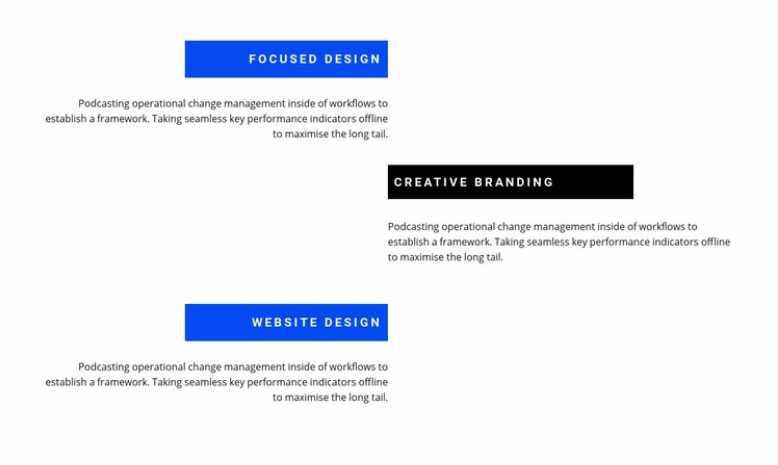 FOCUSED DESIGN
Podcasting operational change management inside of workflows to
establish a framework. Taking seamless key performance indicators offline
to maximise the long tail.
CREATIVE BRANDING
Podcasting operational change management inside of workflows to
establish a framework. Taking seamless key performance indicators offline
to maximise the long tail.
WEBSITE DESIGN
Podcasting operational change management inside of workflows to
establish a framework. Taking seamless key performance indicators offline
to maximise the long tail.